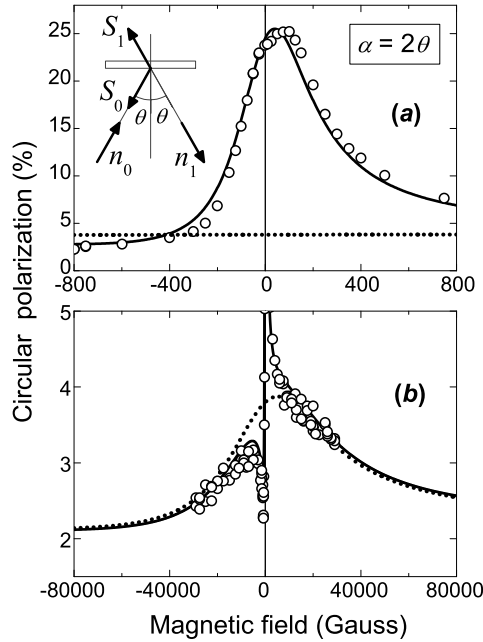 Circular polarization (%)
25
20
15
10
5
0
S1
S0
θ θ
n0
n1
α = 2θ
(a)
-800 -400 0 400 800
5
4
3
2
(b)
-80000 -40000 0 40000 80000
Magnetic field (Gauss)